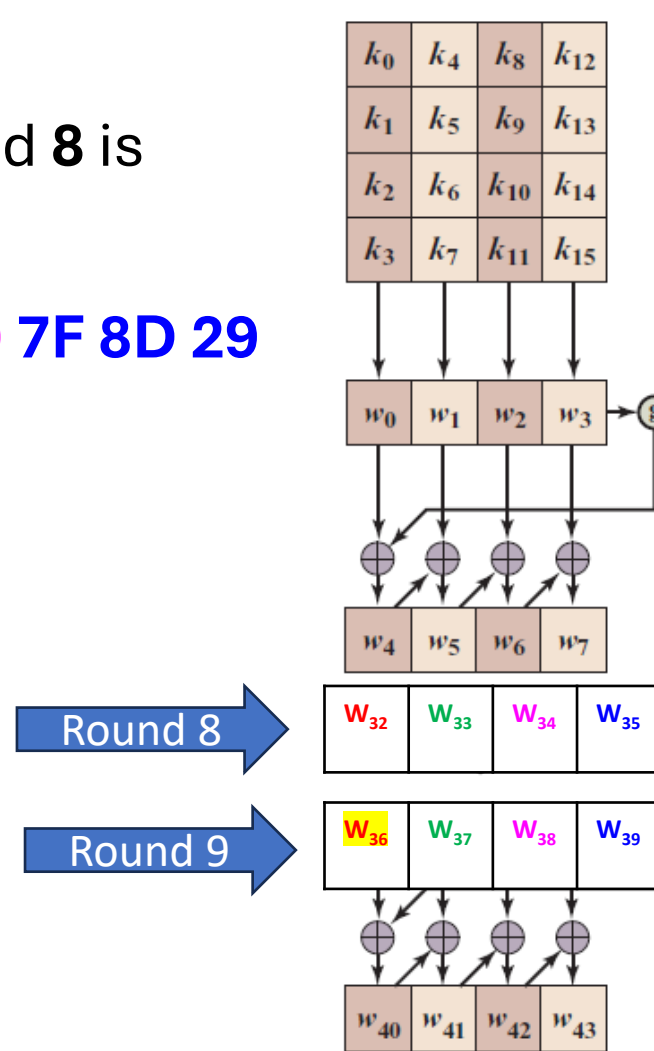 d 8 is
7F 8D 29
k0 k4 k8 k12
k1 k5 k9 k13
k2 k6 k10 k14
k3 k7 k11 k15
w0 w1 w2 w3
w4 w5 w6 w7
Round 8
W32 W33 W34 W35
Round 9
W36 W37 W38 W39
w40 w41 w42 w43